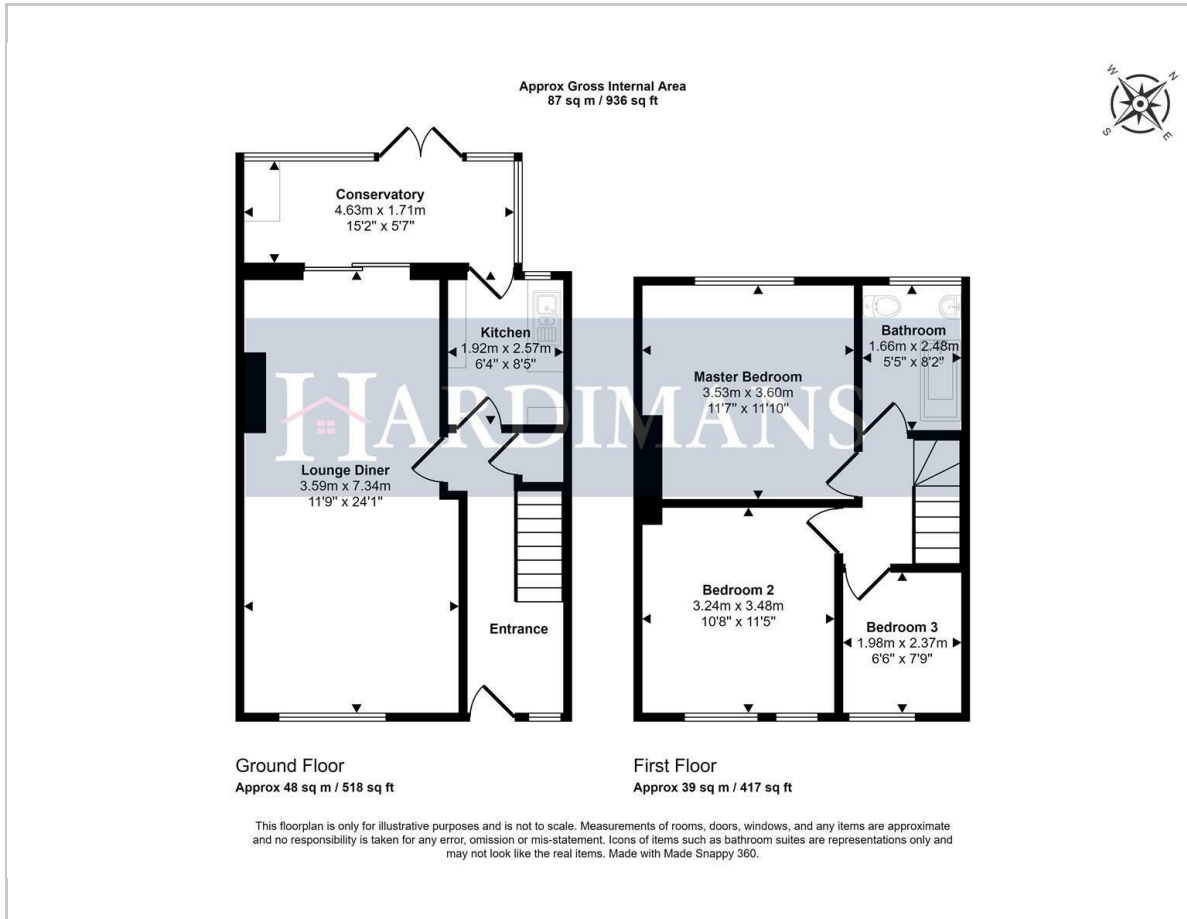 Approx Gross Internal Area
87 sq m / 936 sq ft
W
N
S
E
Conservatory
4.63m x 1.71m
15'2" x 5'7"
Kitchen
1.92m x 2.57m
6'4" x 8'5"
Lounge Diner
3.59m x 7.34m
11'9" x 24'1"
Entrance
Master Bedroom
3.53m x 3.60m
11'7" x 11'10"
Bathroom
1.66m x 2.48m
5'5" x 8'2"
Bedroom 2
3.24m x 3.48m
10'8" x 11'5"
Bedroom 3
1.98m x 2.37m
6'6" x 7'9"
HARDIMANS
Ground Floor
Approx 48 sq m / 518 sq ft
First Floor
Approx 39 sq m / 417 sq ft
This floorplan is only for illustrative purposes and is not to scale. Measurements of rooms, doors, windows, and any items are approximate
and no responsibility is taken for any error, omission or mis-statement. Icons of items such as bathroom suites are representations only and
may not look like the real items. Made with Made Snappy 360.